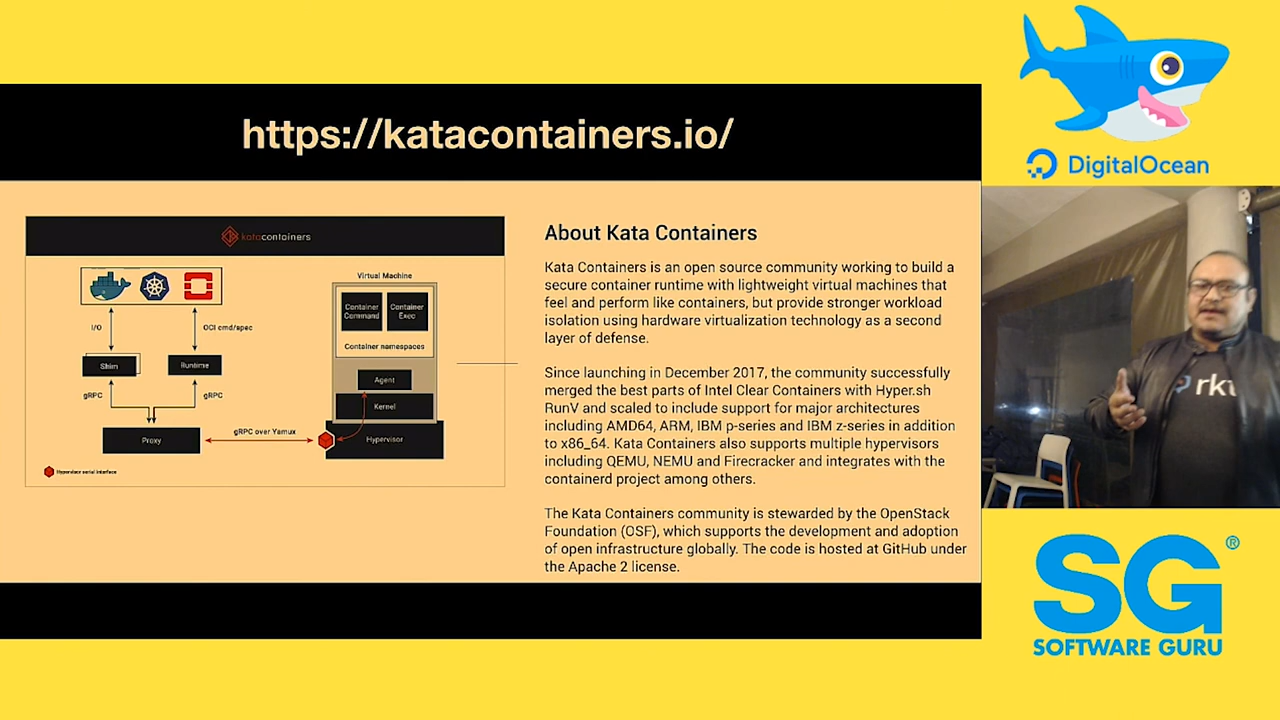 https://katacontainers.io/
katacontainers
Virtual Machine
Container Command
Container Exec
Container namespaces
I/O
OCI cmd/spec
Shim
Runtime
Agent
gRPC
gRPC
Kernel
Proxy
gRPC over Yamux
Hypervisor
Hypervisor serial interface
About Kata Containers
Kata Containers is an open source community working to build a
secure container runtime with lightweight virtual machines that
feel and perform like containers, but provide stronger workload
isolation using hardware virtualization technology as a second
layer of defense.
Since launching in December 2017, the community successfully
merged the best parts of Intel Clear Containers with Hyper.sh
RunV and scaled to include support for major architectures
including AMD64, ARM, IBM p-series and IBM z-series in addition
to x86_64. Kata Containers also supports multiple hypervisors
including QEMU, NEMU and Firecracker and integrates with the
containerd project among others.
The Kata Containers community is stewarded by the OpenStack
Foundation (OSF), which supports the development and adoption
of open infrastructure globally. The code is hosted at GitHub under
the Apache 2 license.
DigitalOcean
rkt
SG®
SOFTWARE GURU